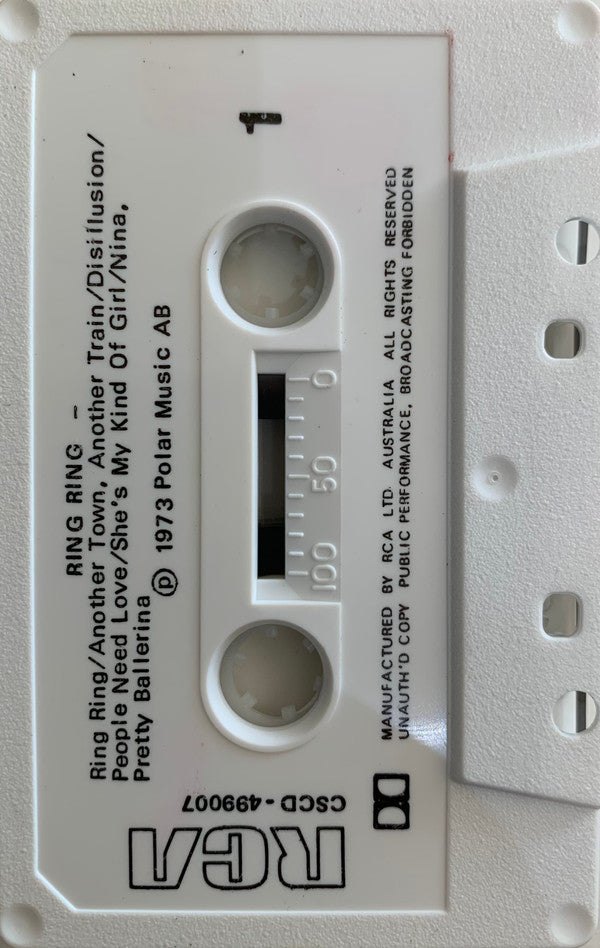 RING RING –
Ring Ring/Another Town, Another Train/Disillusion/
People Need Love/She's My Kind Of Girl/Nina,
Pretty Ballerina
℗ 1973 Polar Music AB
1
0 50 100
MANUFACTURED BY RCA LTD. AUSTRALIA ALL RIGHTS RESERVED
UNAUTH'D COPY PUBLIC PERFORMANCE, BROADCASTING FORBIDDEN
CSCD-499007
RCA